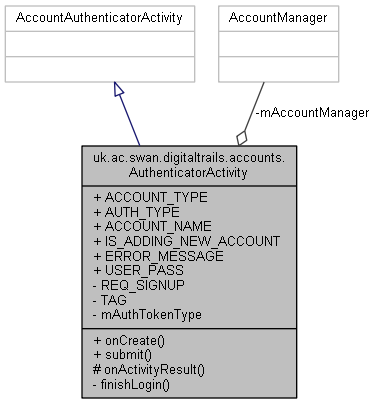 AccountAuthenticatorActivity
AccountManager
-mAccountManager
uk.ac.swan.digitaltrails.accounts.
AuthenticatorActivity
+ ACCOUNT_TYPE
+ AUTH_TYPE
+ ACCOUNT_NAME
+ IS_ADDING_NEW_ACCOUNT
+ ERROR_MESSAGE
+ USER_PASS
- REQ_SIGNUP
- TAG
- mAuthTokenType
+ onCreate()
+ submit()
# onActivityResult()
- finishLogin()